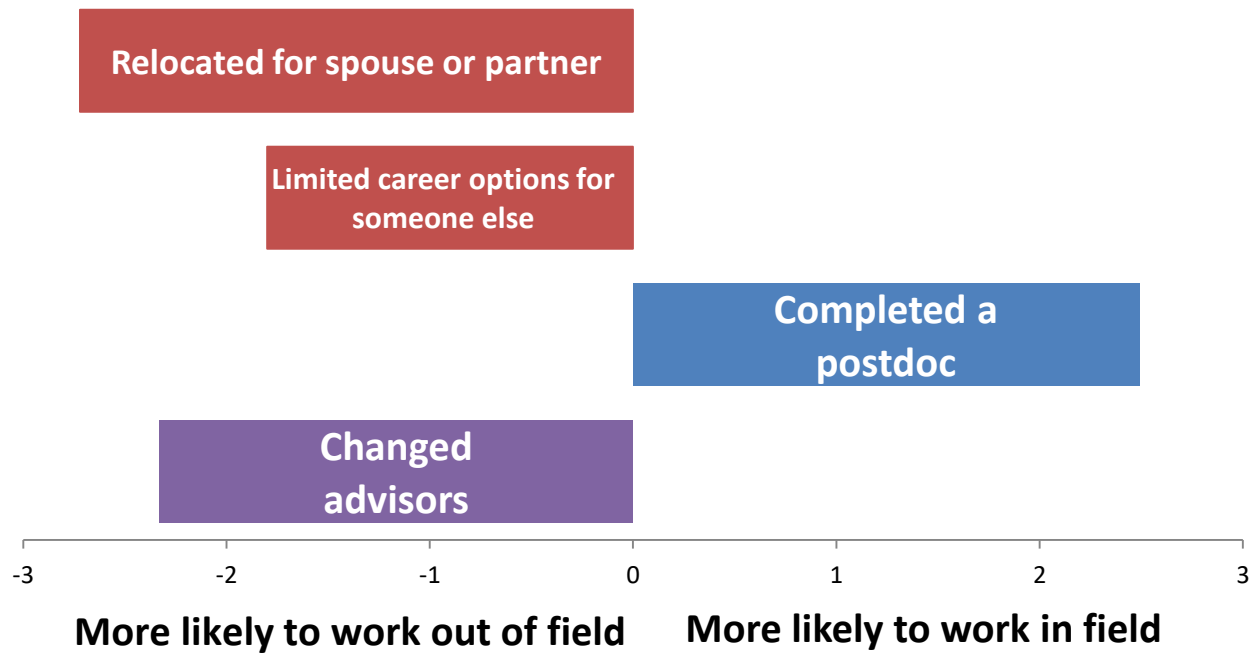 Relocated for spouse or partner
Limited career options for
someone else
Completed a
postdoc
Changed
advisors
-3 -2 -1 0 1 2 3
More likely to work out of field More likely to work in field